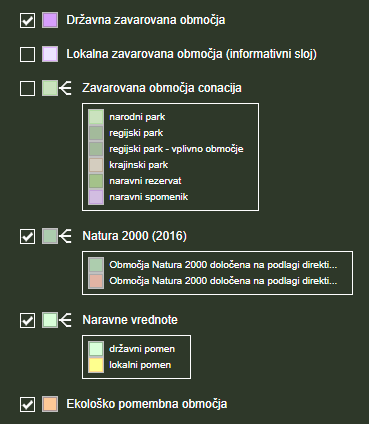 Državna zavarovana območja
Lokalna zavarovana območja (informativni sloj)
Zavarovana območja conacija
narodni park
regijski park
regijski park - vplivno območje
krajinski park
naravni rezervat
naravni spomenik
Natura 2000 (2016)
Območja Natura 2000 določena na podlagi direkti...
Območja Natura 2000 določena na podlagi direkti...
Naravne vrednote
državni pomen
lokalni pomen
Ekološko pomembna območja